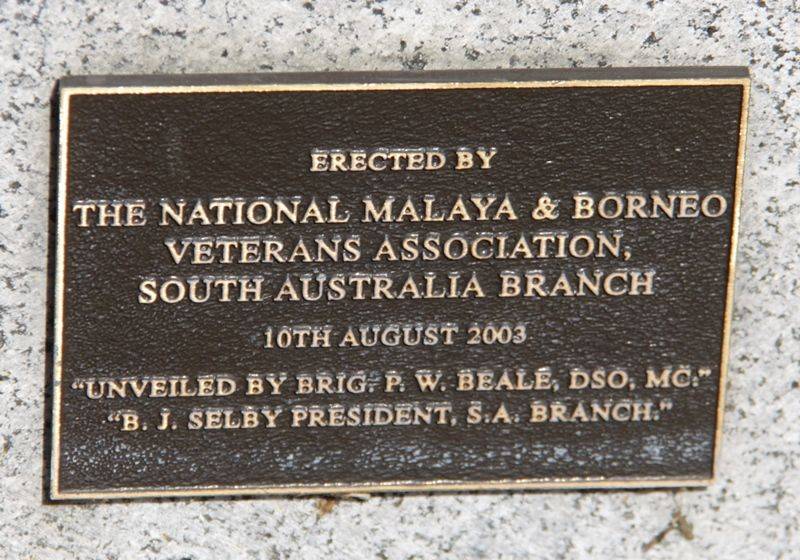 ERECTED BY
THE NATIONAL MALAYA & BORNEO
VETERANS ASSOCIATION,
SOUTH AUSTRALIA BRANCH
10TH AUGUST 2003
"UNVEILED BY BRIG. P. W. BEALE, DSO, MC."
"B. J. SELBY PRESIDENT, S.A. BRANCH."